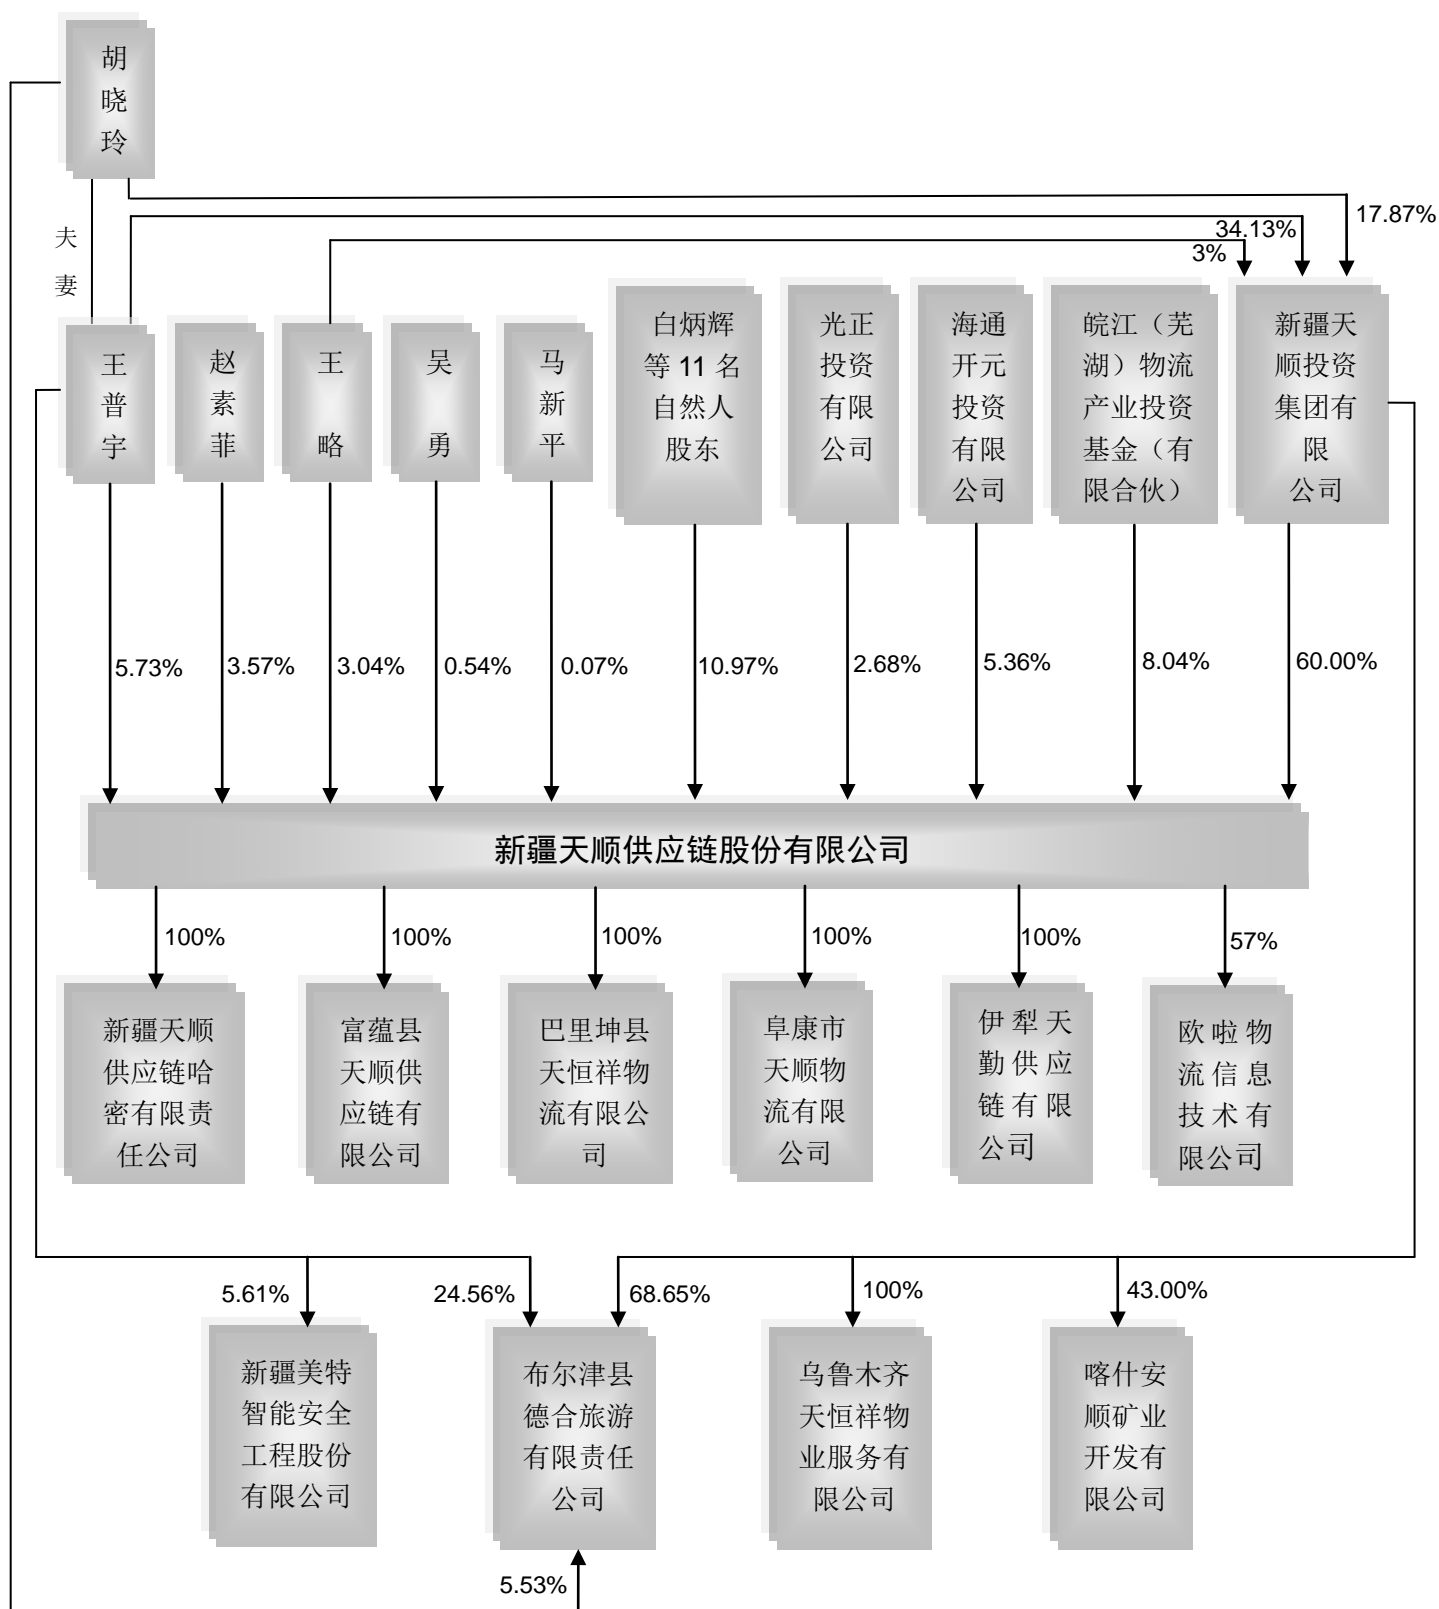 胡
晓
玲
夫
妻
17.87%
34.13%
3%
王
普
宇
赵
素
菲
王
略
吴
勇
马
新
平
白炳辉
等 11 名
自然人
股东
光正
投资
有限
公司
海通
开元
投资
有限
公司
皖江（芜
湖）物流
产业投资
基金（有
限合伙）
新疆天
顺投资
集团有
限
公司
5.73%
3.57%
3.04%
0.54%
0.07%
10.97%
2.68%
5.36%
8.04%
60.00%
新疆天顺供应链股份有限公司
100%
100%
100%
100%
100%
57%
新疆天顺
供应链哈
密有限责
任公司
富蕴县
天顺供
应链有
限公司
巴里坤县
天恒祥物
流有限公
司
阜康市
天顺物
流有限
公司
伊犁天
勤供应
链有限
公司
欧啦物
流信息
技术有
限公司
5.61%
24.56%
68.65%
100%
43.00%
新疆美特
智能安全
工程股份
有限公司
布尔津县
德合旅游
有限责任
公司
乌鲁木齐
天恒祥物
业服务有
限公司
喀什安
顺矿业
开发有
限公司
5.53%